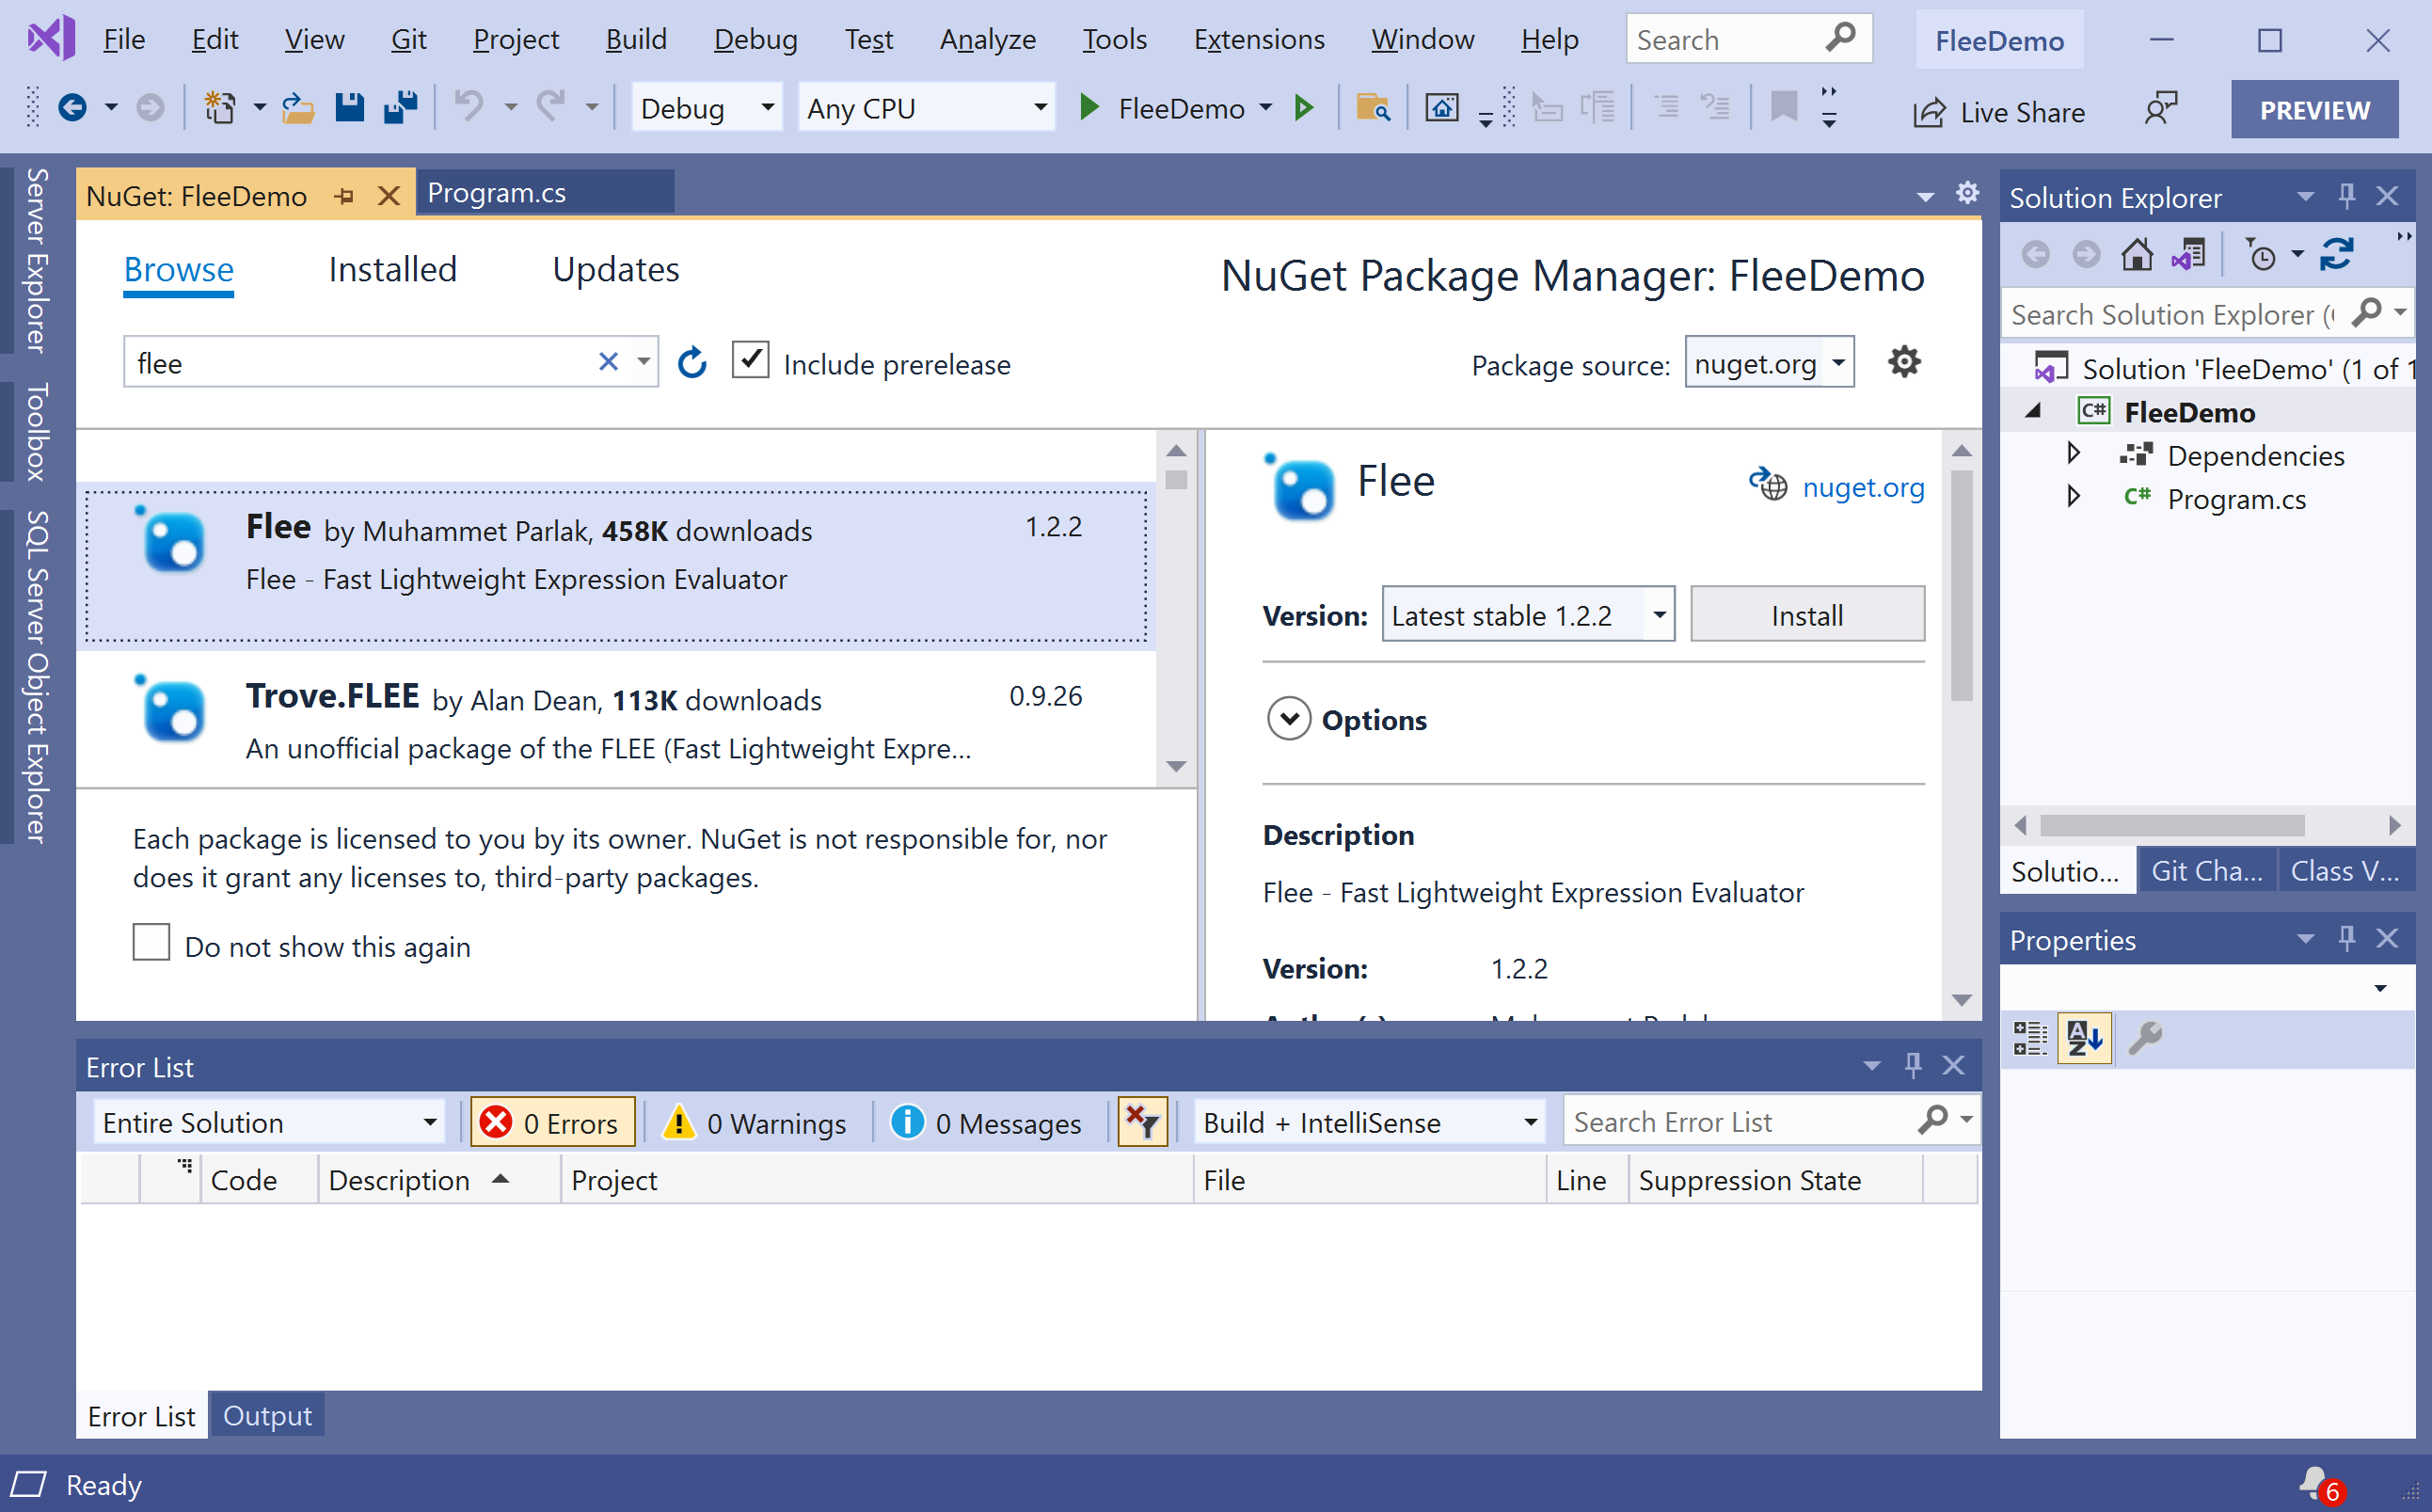 File Edit View Git Project Build Debug Test Analyze Tools Extensions Window Help Search FleeDemo
Debug Any CPU FleeDemo Live Share PREVIEW
Server Explorer
Toolbox
SQL Server Object Explorer
NuGet: FleeDemo Program.cs
Browse Installed Updates NuGet Package Manager: FleeDemo
flee Include prerelease Package source: nuget.org
Flee by Muhammet Parlak, 458K downloads 1.2.2
Flee - Fast Lightweight Expression Evaluator
Trove.FLEE by Alan Dean, 113K downloads 0.9.26
An unofficial package of the FLEE (Fast Lightweight Expre...
Each package is licensed to you by its owner. NuGet is not responsible for, nor
does it grant any licenses to, third-party packages.
Do not show this again
Flee nuget.org
Version: Latest stable 1.2.2 Install
Options
Description
Flee - Fast Lightweight Expression Evaluator
Version: 1.2.2
Solution Explorer
Search Solution Explorer (
Solution 'FleeDemo' (1 of 1
C# FleeDemo
Dependencies
C# Program.cs
Solutio... Git Cha... Class V...
Properties
Error List
Entire Solution 0 Errors 0 Warnings 0 Messages Build + IntelliSense Search Error List
Code Description Project File Line Suppression State
Error List Output
Ready 6